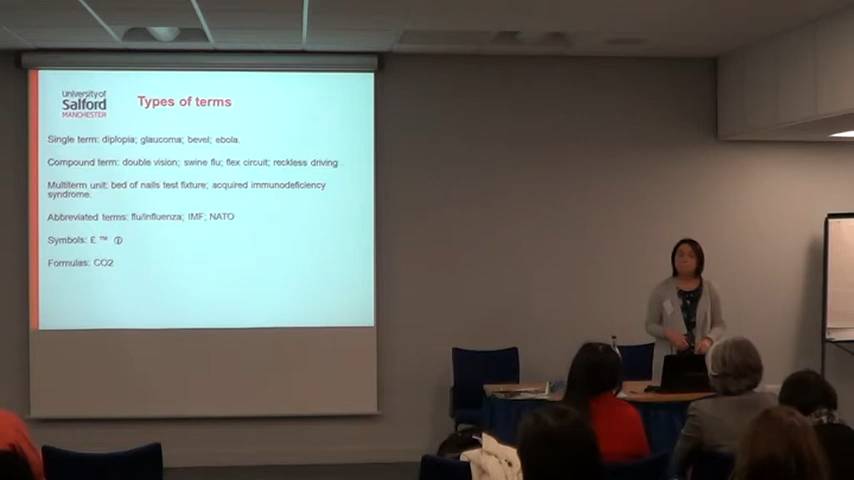 University of
Salford
MANCHESTER
Types of terms
Single term: diplopia; glaucoma; bevel; ebola.
Compound term: double vision; swine flu; flex circuit; reckless driving .
Multiterm unit: bed of nails test fixture; acquired immunodeficiency
syndrome.
Abbreviated terms: flu/influenza; IMF; NATO
Symbols: £ ™ ①
Formulas: CO2